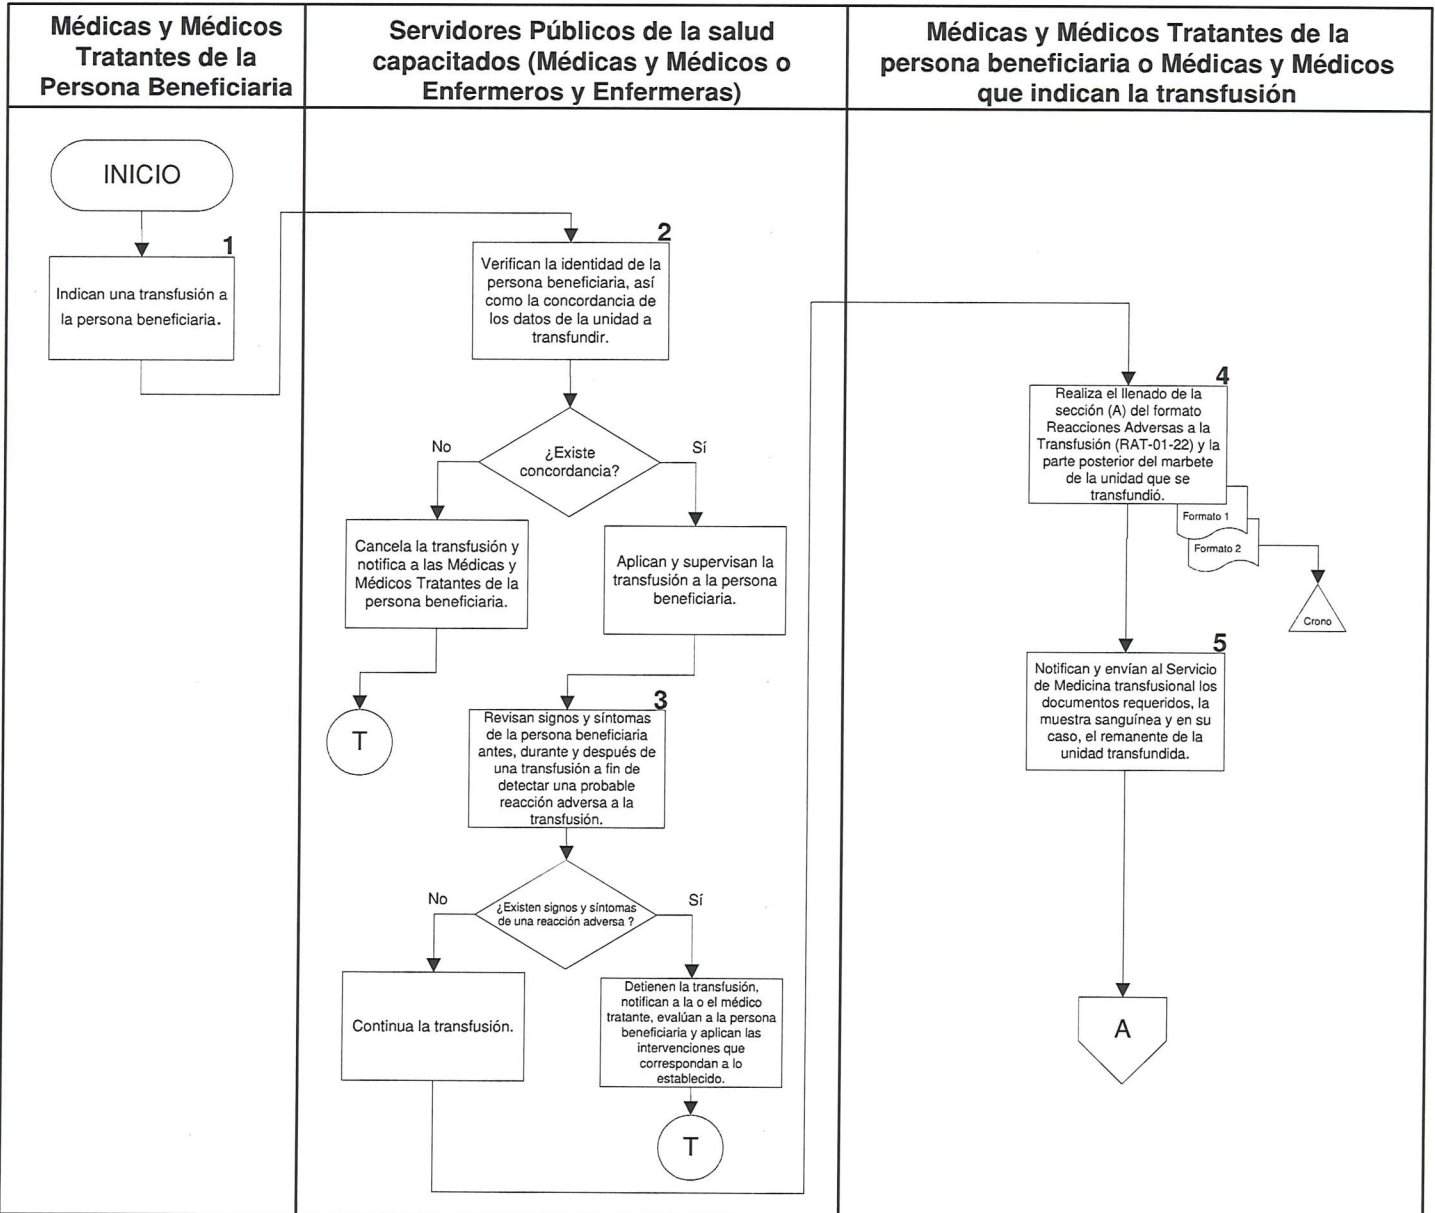 Médicas y Médicos
Tratantes de la
Persona Beneficiaria
Servidores Públicos de la salud
capacitados (Médicas y Médicos o
Enfermeros y Enfermeras)
Médicas y Médicos Tratantes de la
persona beneficiaria o Médicas y Médicos
que indican la transfusión
INICIO
1
Indican una transfusión a
la persona beneficiaria.
2
Verifican la identidad de la
persona beneficiaria, así
como la concordancia de
los datos de la unidad a
transfundir.
¿Existe
concordancia?
No
Sí
Cancela la transfusión y
notifica a las Médicas y
Médicos Tratantes de la
persona beneficiaria.
Aplican y supervisan la
transfusión a la persona
beneficiaria.
T
3
Revisan signos y síntomas
de la persona beneficiaria
antes, durante y después de
una transfusión a fin de
detectar una probable
reacción adversa a la
transfusión.
¿Existen signos y síntomas
de una reacción adversa ?
No
Sí
Continua la transfusión.
Detienen la transfusión,
notifican a la o el médico
tratante, evalúan a la persona
beneficiaria y aplican las
intervenciones que
correspondan a lo
establecido.
T
4
Realiza el llenado de la
sección (A) del formato
Reacciones Adversas a la
Transfusión (RAT-01-22) y la
parte posterior del marbete
de la unidad que se
transfundió.
Formato 1
Formato 2
Crono
5
Notifican y envían al Servicio
de Medicina transfusional los
documentos requeridos, la
muestra sanguínea y en su
caso, el remanente de la
unidad transfundida.
A